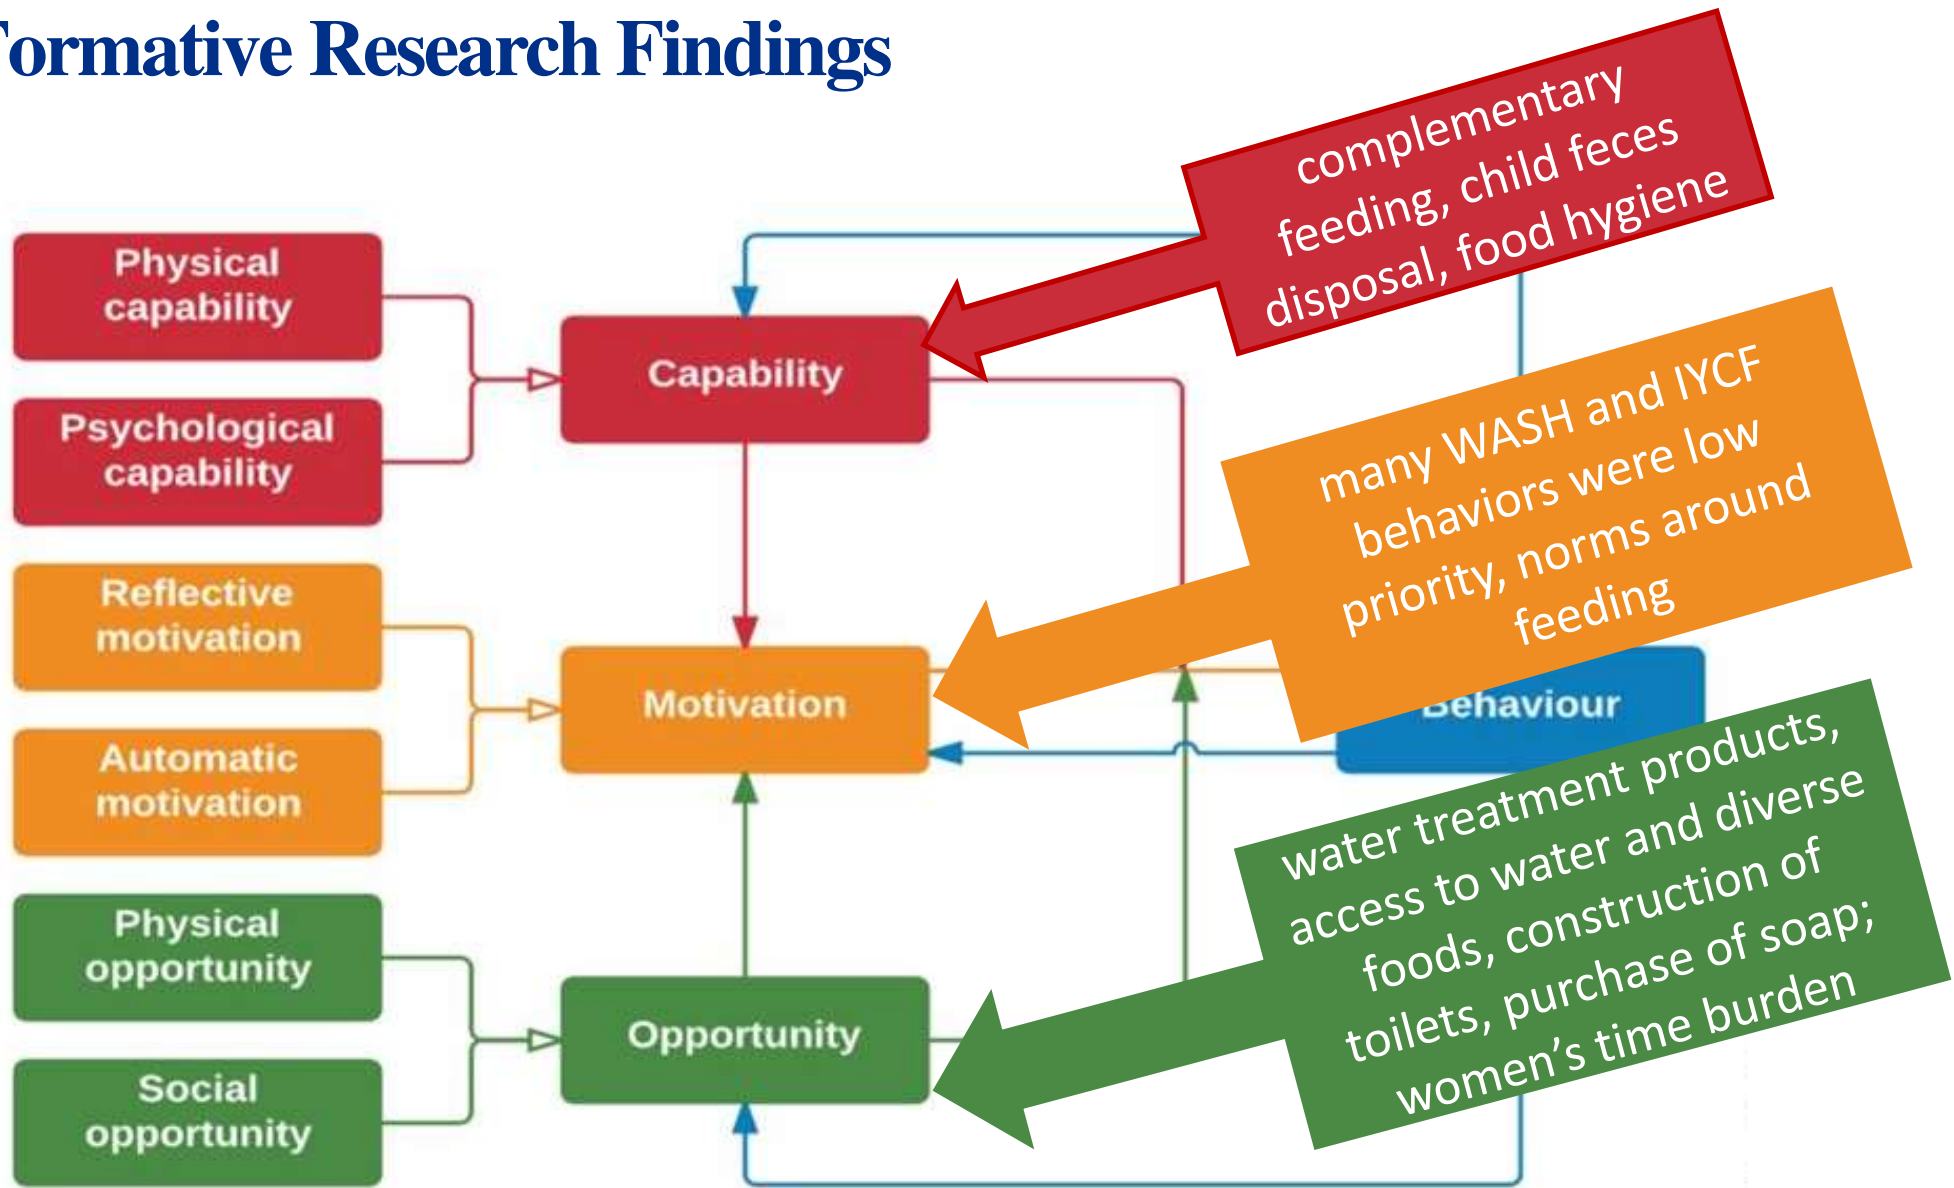 Formative Research Findings
complementary
feeding, child feces
disposal, food hygiene
Physical
capability
Psychological
capability
Capability
many WASH and IYCF
behaviors were low
priority, norms around
feeding
Reflective
motivation
Automatic
motivation
Motivation
Behaviour
water treatment products,
access to water and diverse
foods, construction of
toilets, purchase of soap;
women’s time burden
Physical
opportunity
Social
opportunity
Opportunity